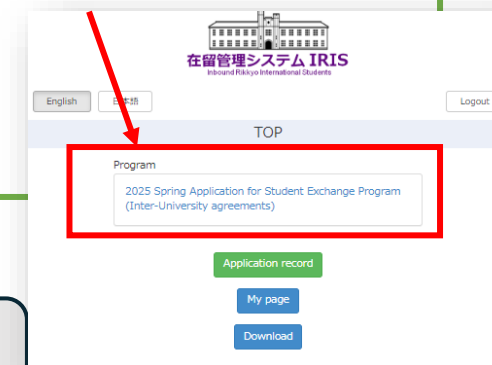 在留管理システム IRIS
Inbound Rikkyo International Students
English
日本語
Logout
TOP
Program
2025 Spring Application for Student Exchange Program
(Inter-University agreements)
Application record
My page
Download